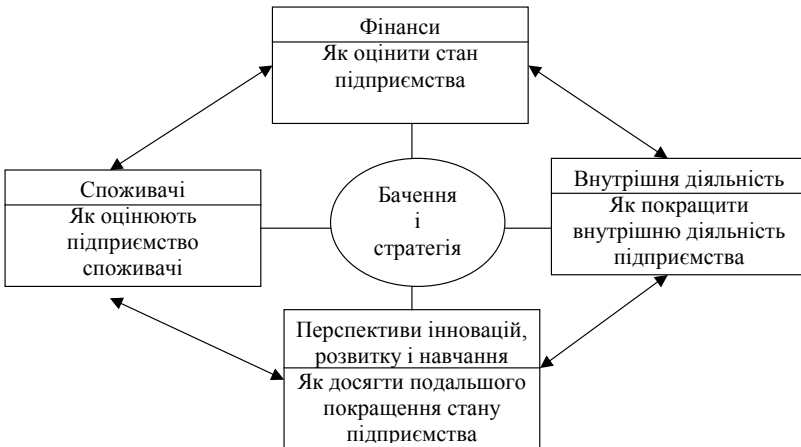 Фінанси
Як оцінити стан
підприємства
Споживачі
Як оцінюють
підприємство
споживачі
Бачення
і
стратегія
Внутрішня діяльність
Як покращити
внутрішню діяльність
підприємства
Перспективи інновацій,
розвитку і навчання
Як досягти подальшого
покращення стану
підприємства